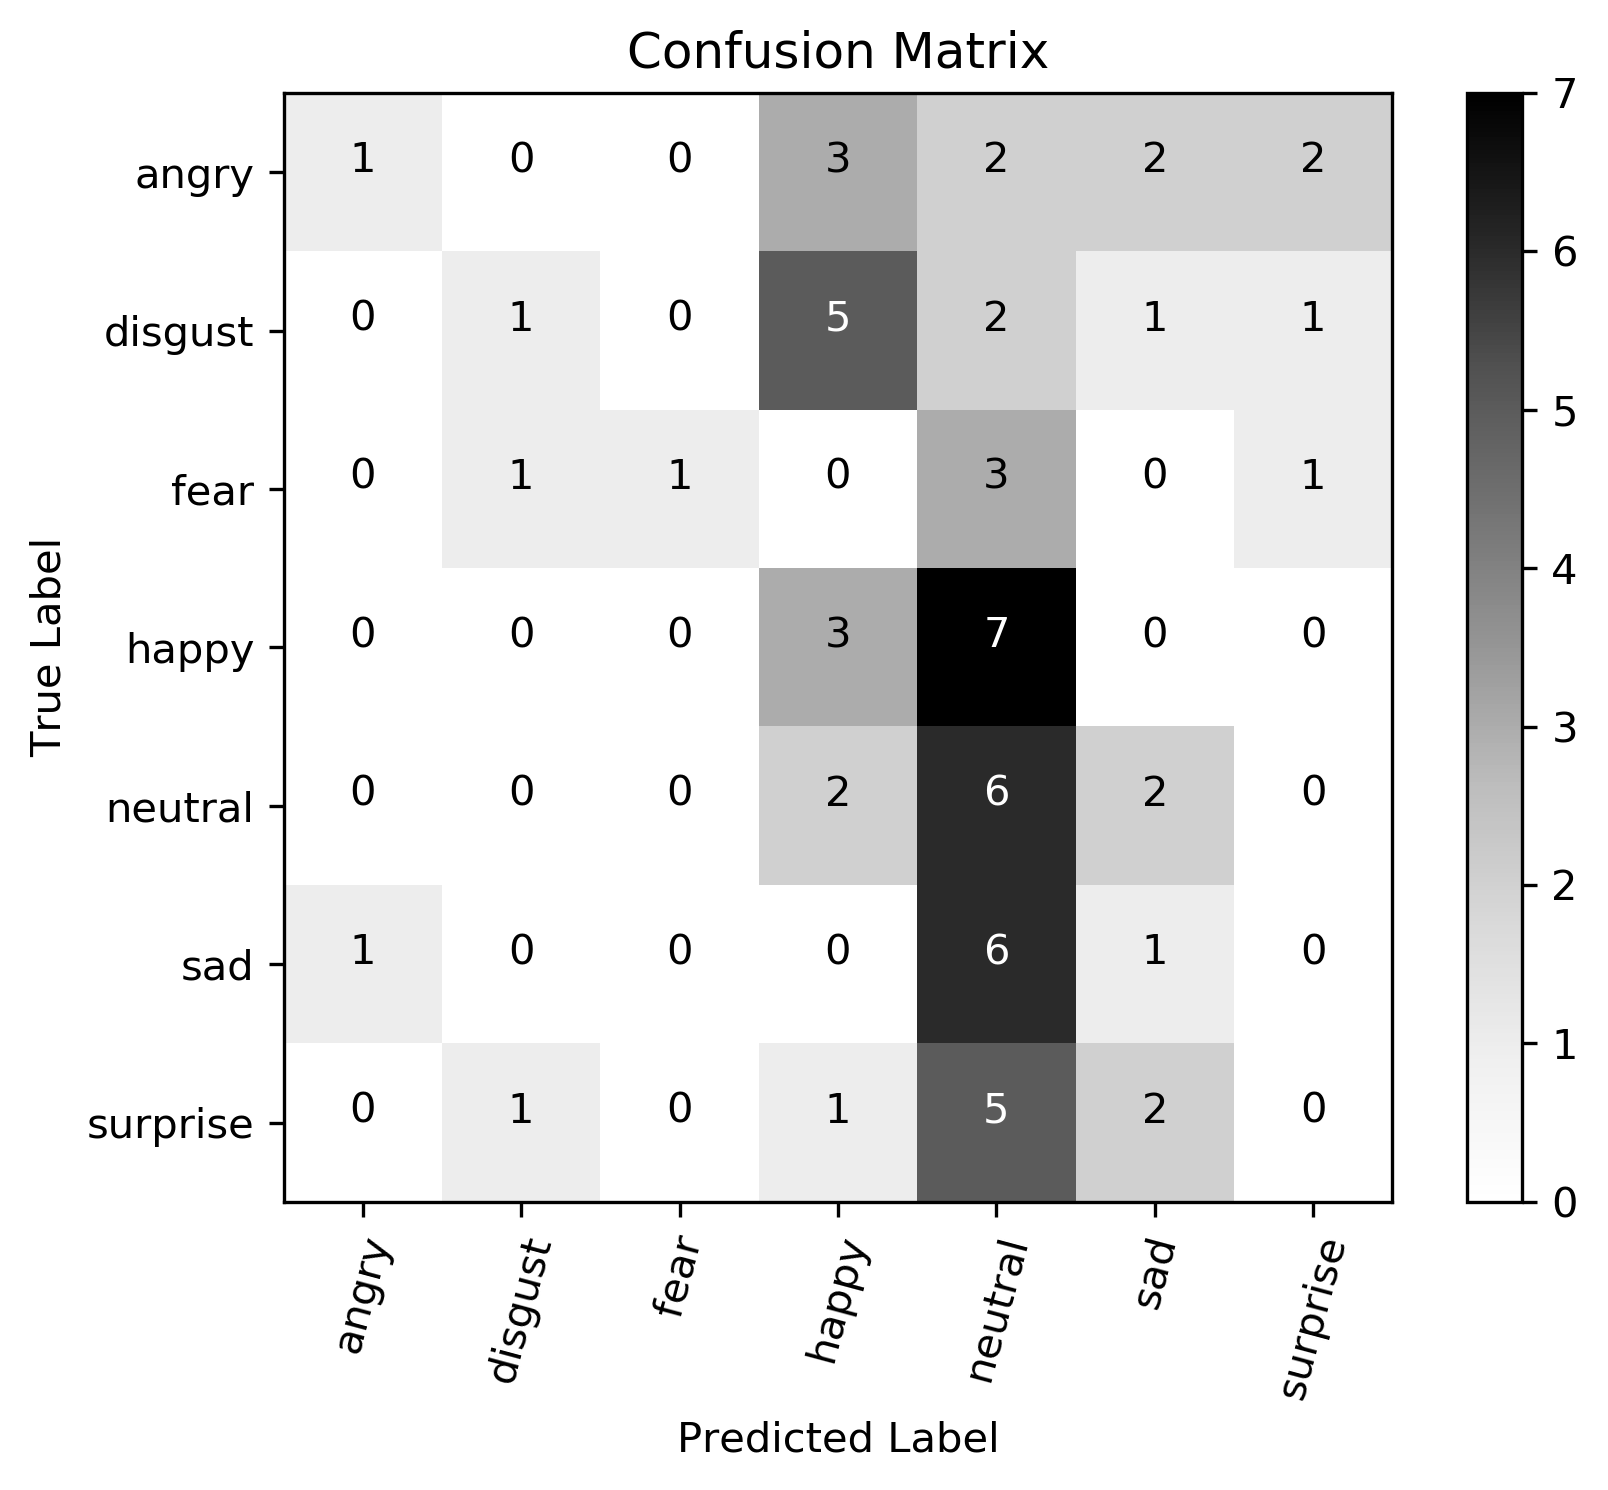 Confusion Matrix
angry 1 0 0 3 2 2 2
disgust 0 1 0 5 2 1 1
fear 0 1 1 0 3 0 1
happy 0 0 0 3 7 0 0
neutral 0 0 0 2 6 2 0
sad 1 0 0 0 6 1 0
surprise 0 1 0 1 5 2 0
True Label
angry disgust fear happy neutral sad surprise
Predicted Label
7
6
5
4
3
2
1
0